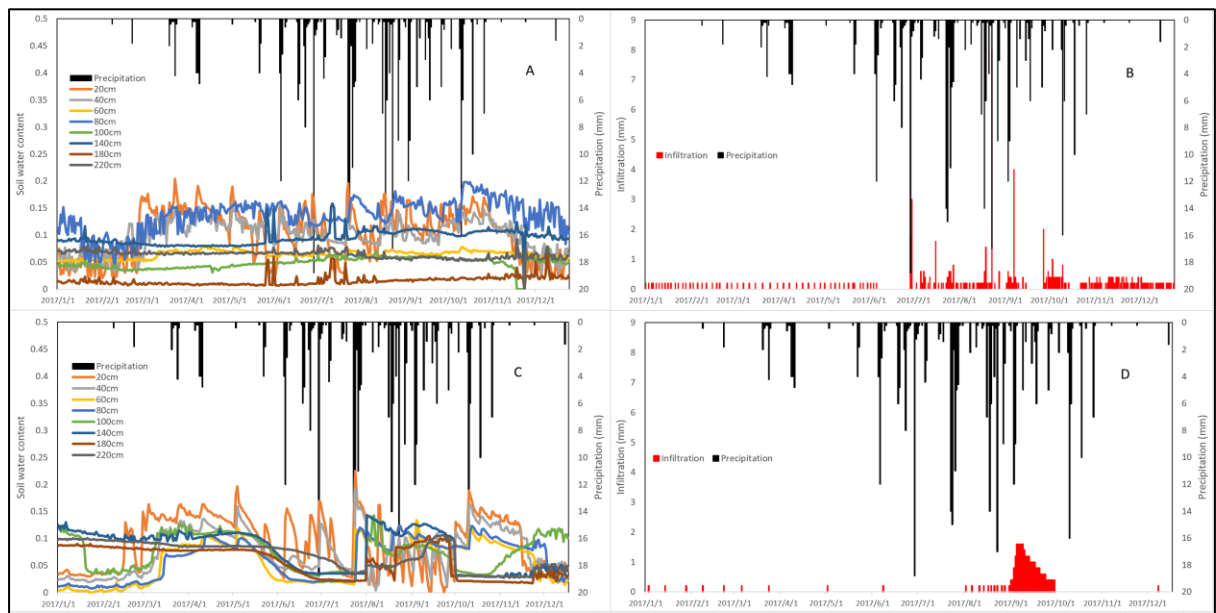 A
Soil water content
Precipitation (mm)
0.5
0.45
0.4
0.35
0.3
0.25
0.2
0.15
0.1
0.05
0
0
2
4
6
8
10
12
14
16
18
20
Precipitation
20cm
40cm
60cm
80cm
100cm
140cm
180cm
220cm
2017/1/1 2017/2/1 2017/3/1 2017/4/1 2017/5/1 2017/6/1 2017/7/1 2017/8/1 2017/9/1 2017/10/1 2017/11/1 2017/12/1
B
Infiltration (mm)
Precipitation (mm)
9
8
7
6
5
4
3
2
1
0
0
2
4
6
8
10
12
14
16
18
20
Infiltration Precipitation
2017/1/1 2017/2/1 2017/3/1 2017/4/1 2017/5/1 2017/6/1 2017/7/1 2017/8/1 2017/9/1 2017/10/1 2017/11/1 2017/12/1
C
Soil water content
Precipitation (mm)
0.5
0.45
0.4
0.35
0.3
0.25
0.2
0.15
0.1
0.05
0
0
2
4
6
8
10
12
14
16
18
20
Precipitation
20cm
40cm
60cm
80cm
100cm
140cm
180cm
220cm
2017/1/1 2017/2/1 2017/3/1 2017/4/1 2017/5/1 2017/6/1 2017/7/1 2017/8/1 2017/9/1 2017/10/1 2017/11/1 2017/12/1
D
Infiltration (mm)
Precipitation (mm)
9
8
7
6
5
4
3
2
1
0
0
2
4
6
8
10
12
14
16
18
20
Infiltration Precipitation
2017/1/1 2017/2/1 2017/3/1 2017/4/1 2017/5/1 2017/6/1 2017/7/1 2017/8/1 2017/9/1 2017/10/1 2017/11/1 2017/12/1